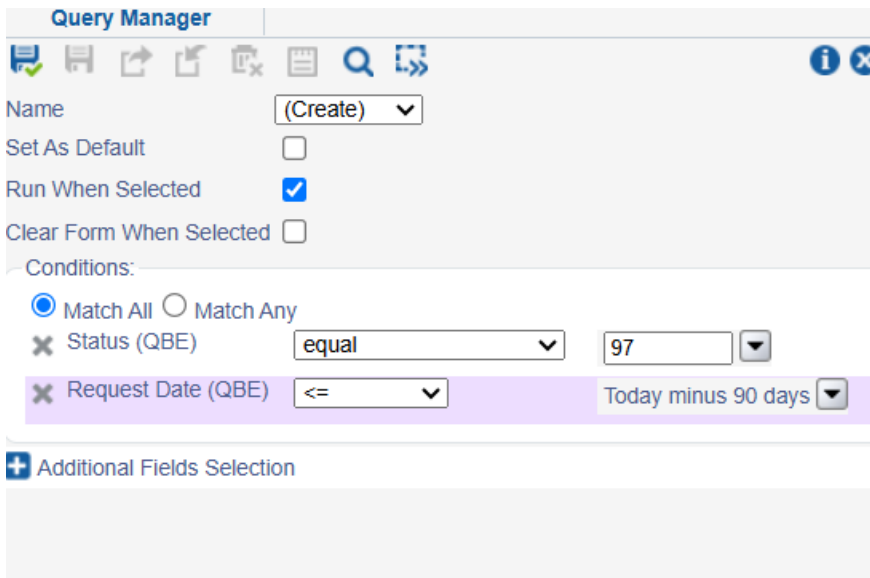 Query Manager
Name (Create)
Set As Default
Run When Selected
Clear Form When Selected
Conditions:
Match All Match Any
Status (QBE) equal 97
Request Date (QBE) <= Today minus 90 days
Additional Fields Selection